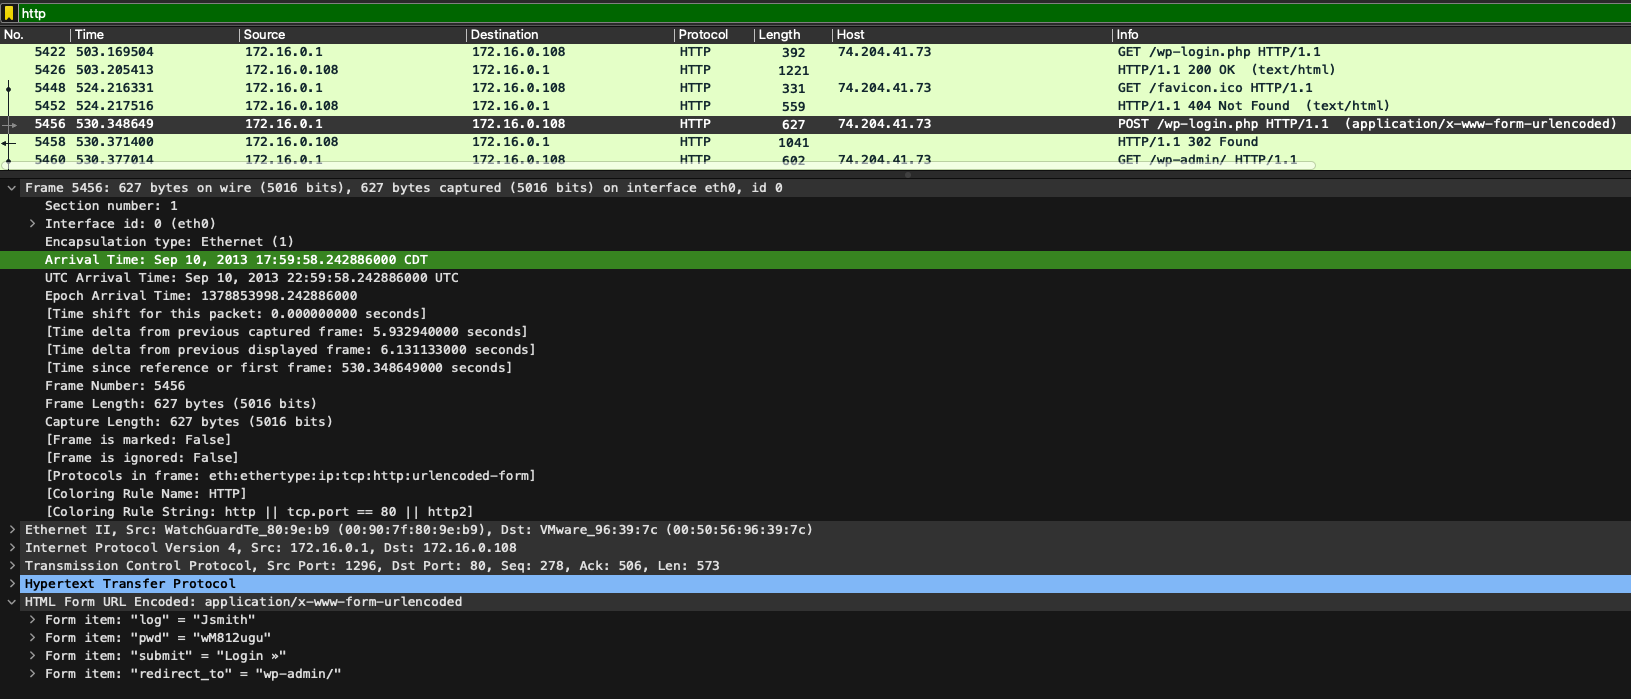 http
No. Time Source Destination Protocol Length Host Info
5422 503.169504 172.16.0.1 172.16.0.108 HTTP 392 74.204.41.73 GET /wp-login.php HTTP/1.1
5426 503.205413 172.16.0.108 172.16.0.1 HTTP 1221 HTTP/1.1 200 OK  (text/html)
5448 524.216331 172.16.0.1 172.16.0.108 HTTP 331 74.204.41.73 GET /favicon.ico HTTP/1.1
5452 524.217516 172.16.0.108 172.16.0.1 HTTP 559 HTTP/1.1 404 Not Found  (text/html)
5456 530.348649 172.16.0.1 172.16.0.108 HTTP 627 74.204.41.73 POST /wp-login.php HTTP/1.1  (application/x-www-form-urlencoded)
5458 530.371400 172.16.0.108 172.16.0.1 HTTP 1041 HTTP/1.1 302 Found
5460 530.377014 172.16.0.1 172.16.0.108 HTTP 602 74.204.41.73 GET /wp-admin/ HTTP/1.1
Frame 5456: 627 bytes on wire (5016 bits), 627 bytes captured (5016 bits) on interface eth0, id 0
Section number: 1
Interface id: 0 (eth0)
Encapsulation type: Ethernet (1)
Arrival Time: Sep 10, 2013 17:59:58.242886000 CDT
UTC Arrival Time: Sep 10, 2013 22:59:58.242886000 UTC
Epoch Arrival Time: 1378853998.242886000
[Time shift for this packet: 0.000000000 seconds]
[Time delta from previous captured frame: 5.932940000 seconds]
[Time delta from previous displayed frame: 6.131133000 seconds]
[Time since reference or first frame: 530.348649000 seconds]
Frame Number: 5456
Frame Length: 627 bytes (5016 bits)
Capture Length: 627 bytes (5016 bits)
[Frame is marked: False]
[Frame is ignored: False]
[Protocols in frame: eth:ethertype:ip:tcp:http:urlencoded-form]
[Coloring Rule Name: HTTP]
[Coloring Rule String: http || tcp.port == 80 || http2]
Ethernet II, Src: WatchGuardTe_80:9e:b9 (00:90:7f:80:9e:b9), Dst: VMware_96:39:7c (00:50:56:96:39:7c)
Internet Protocol Version 4, Src: 172.16.0.1, Dst: 172.16.0.108
Transmission Control Protocol, Src Port: 1296, Dst Port: 80, Seq: 278, Ack: 506, Len: 573
Hypertext Transfer Protocol
HTML Form URL Encoded: application/x-www-form-urlencoded
Form item: "log" = "Jsmith"
Form item: "pwd" = "wM812ugu"
Form item: "submit" = "Login »"
Form item: "redirect_to" = "wp-admin/"